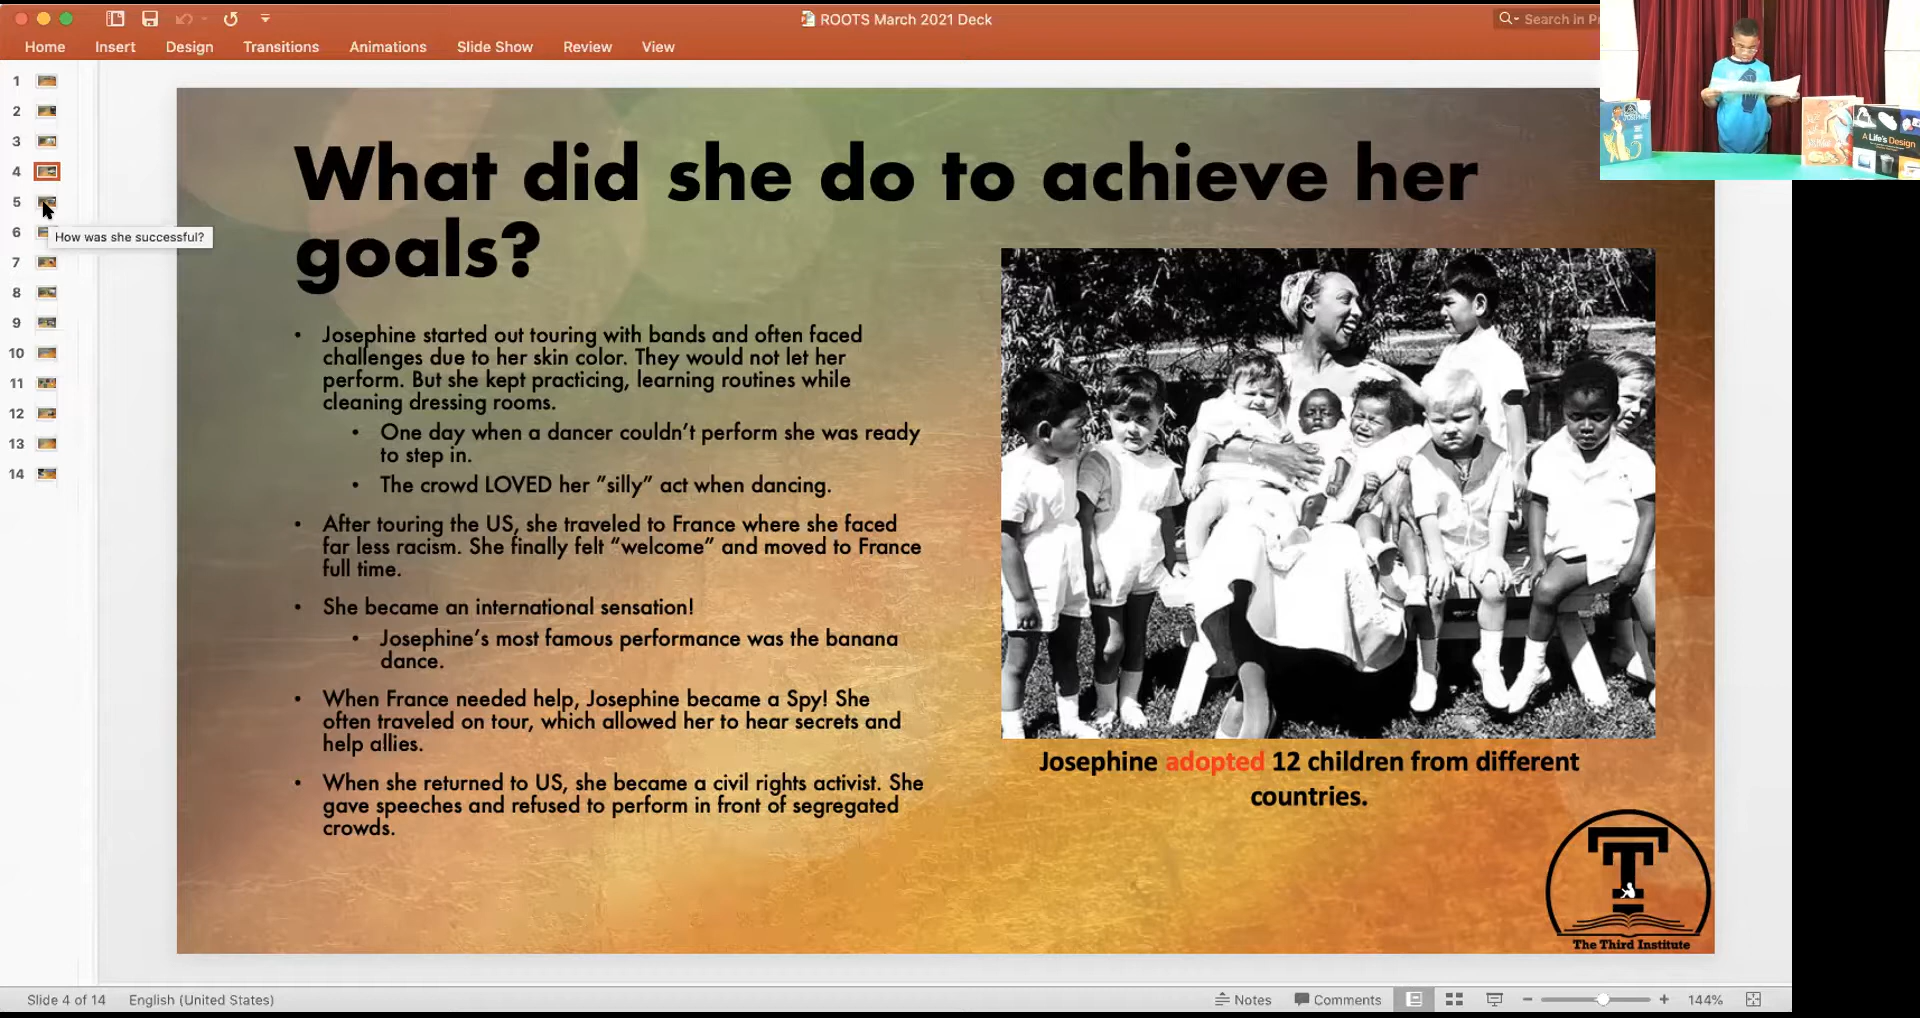 ROOTS March 2021 Deck
Search in Pr
Home Insert Design Transitions Animations Slide Show Review View
1
2
3
4
5
How was she successful?
6
7
8
9
10
11
12
13
14
What did she do to achieve her
goals?
• Josephine started out touring with bands and often faced
challenges due to her skin color. They would not let her
perform. But she kept practicing, learning routines while
cleaning dressing rooms.
• One day when a dancer couldn’t perform she was ready
to step in.
• The crowd LOVED her “silly” act when dancing.
• After touring the US, she traveled to France where she faced
far less racism. She finally felt “welcome” and moved to France
full time.
• She became an international sensation!
• Josephine’s most famous performance was the banana
dance.
• When France needed help, Josephine became a Spy! She
often traveled on tour, which allowed her to hear secrets and
help allies.
• When she returned to US, she became a civil rights activist. She
gave speeches and refused to perform in front of segregated
crowds.
Josephine adopted 12 children from different
countries.
T
The Third Institute
A Life's Design
Slide 4 of 14 English (United States) Notes Comments 144%